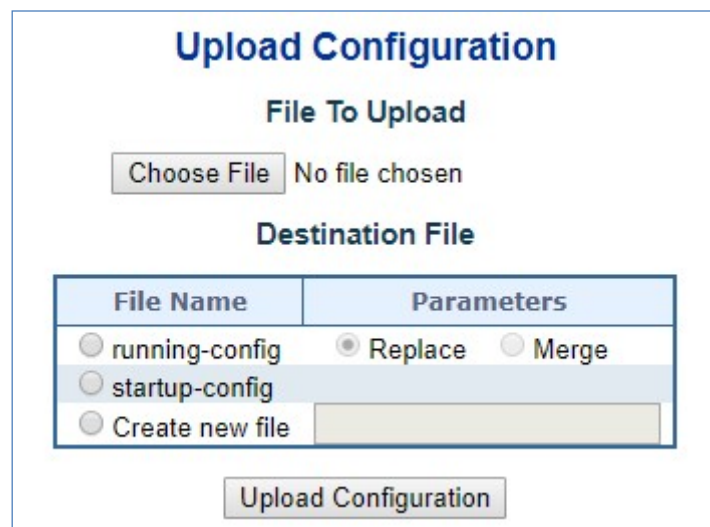 Upload Configuration
File To Upload
Choose File No file chosen
Destination File
File Name Parameters
running-config Replace Merge
startup-config
Create new file
Upload Configuration